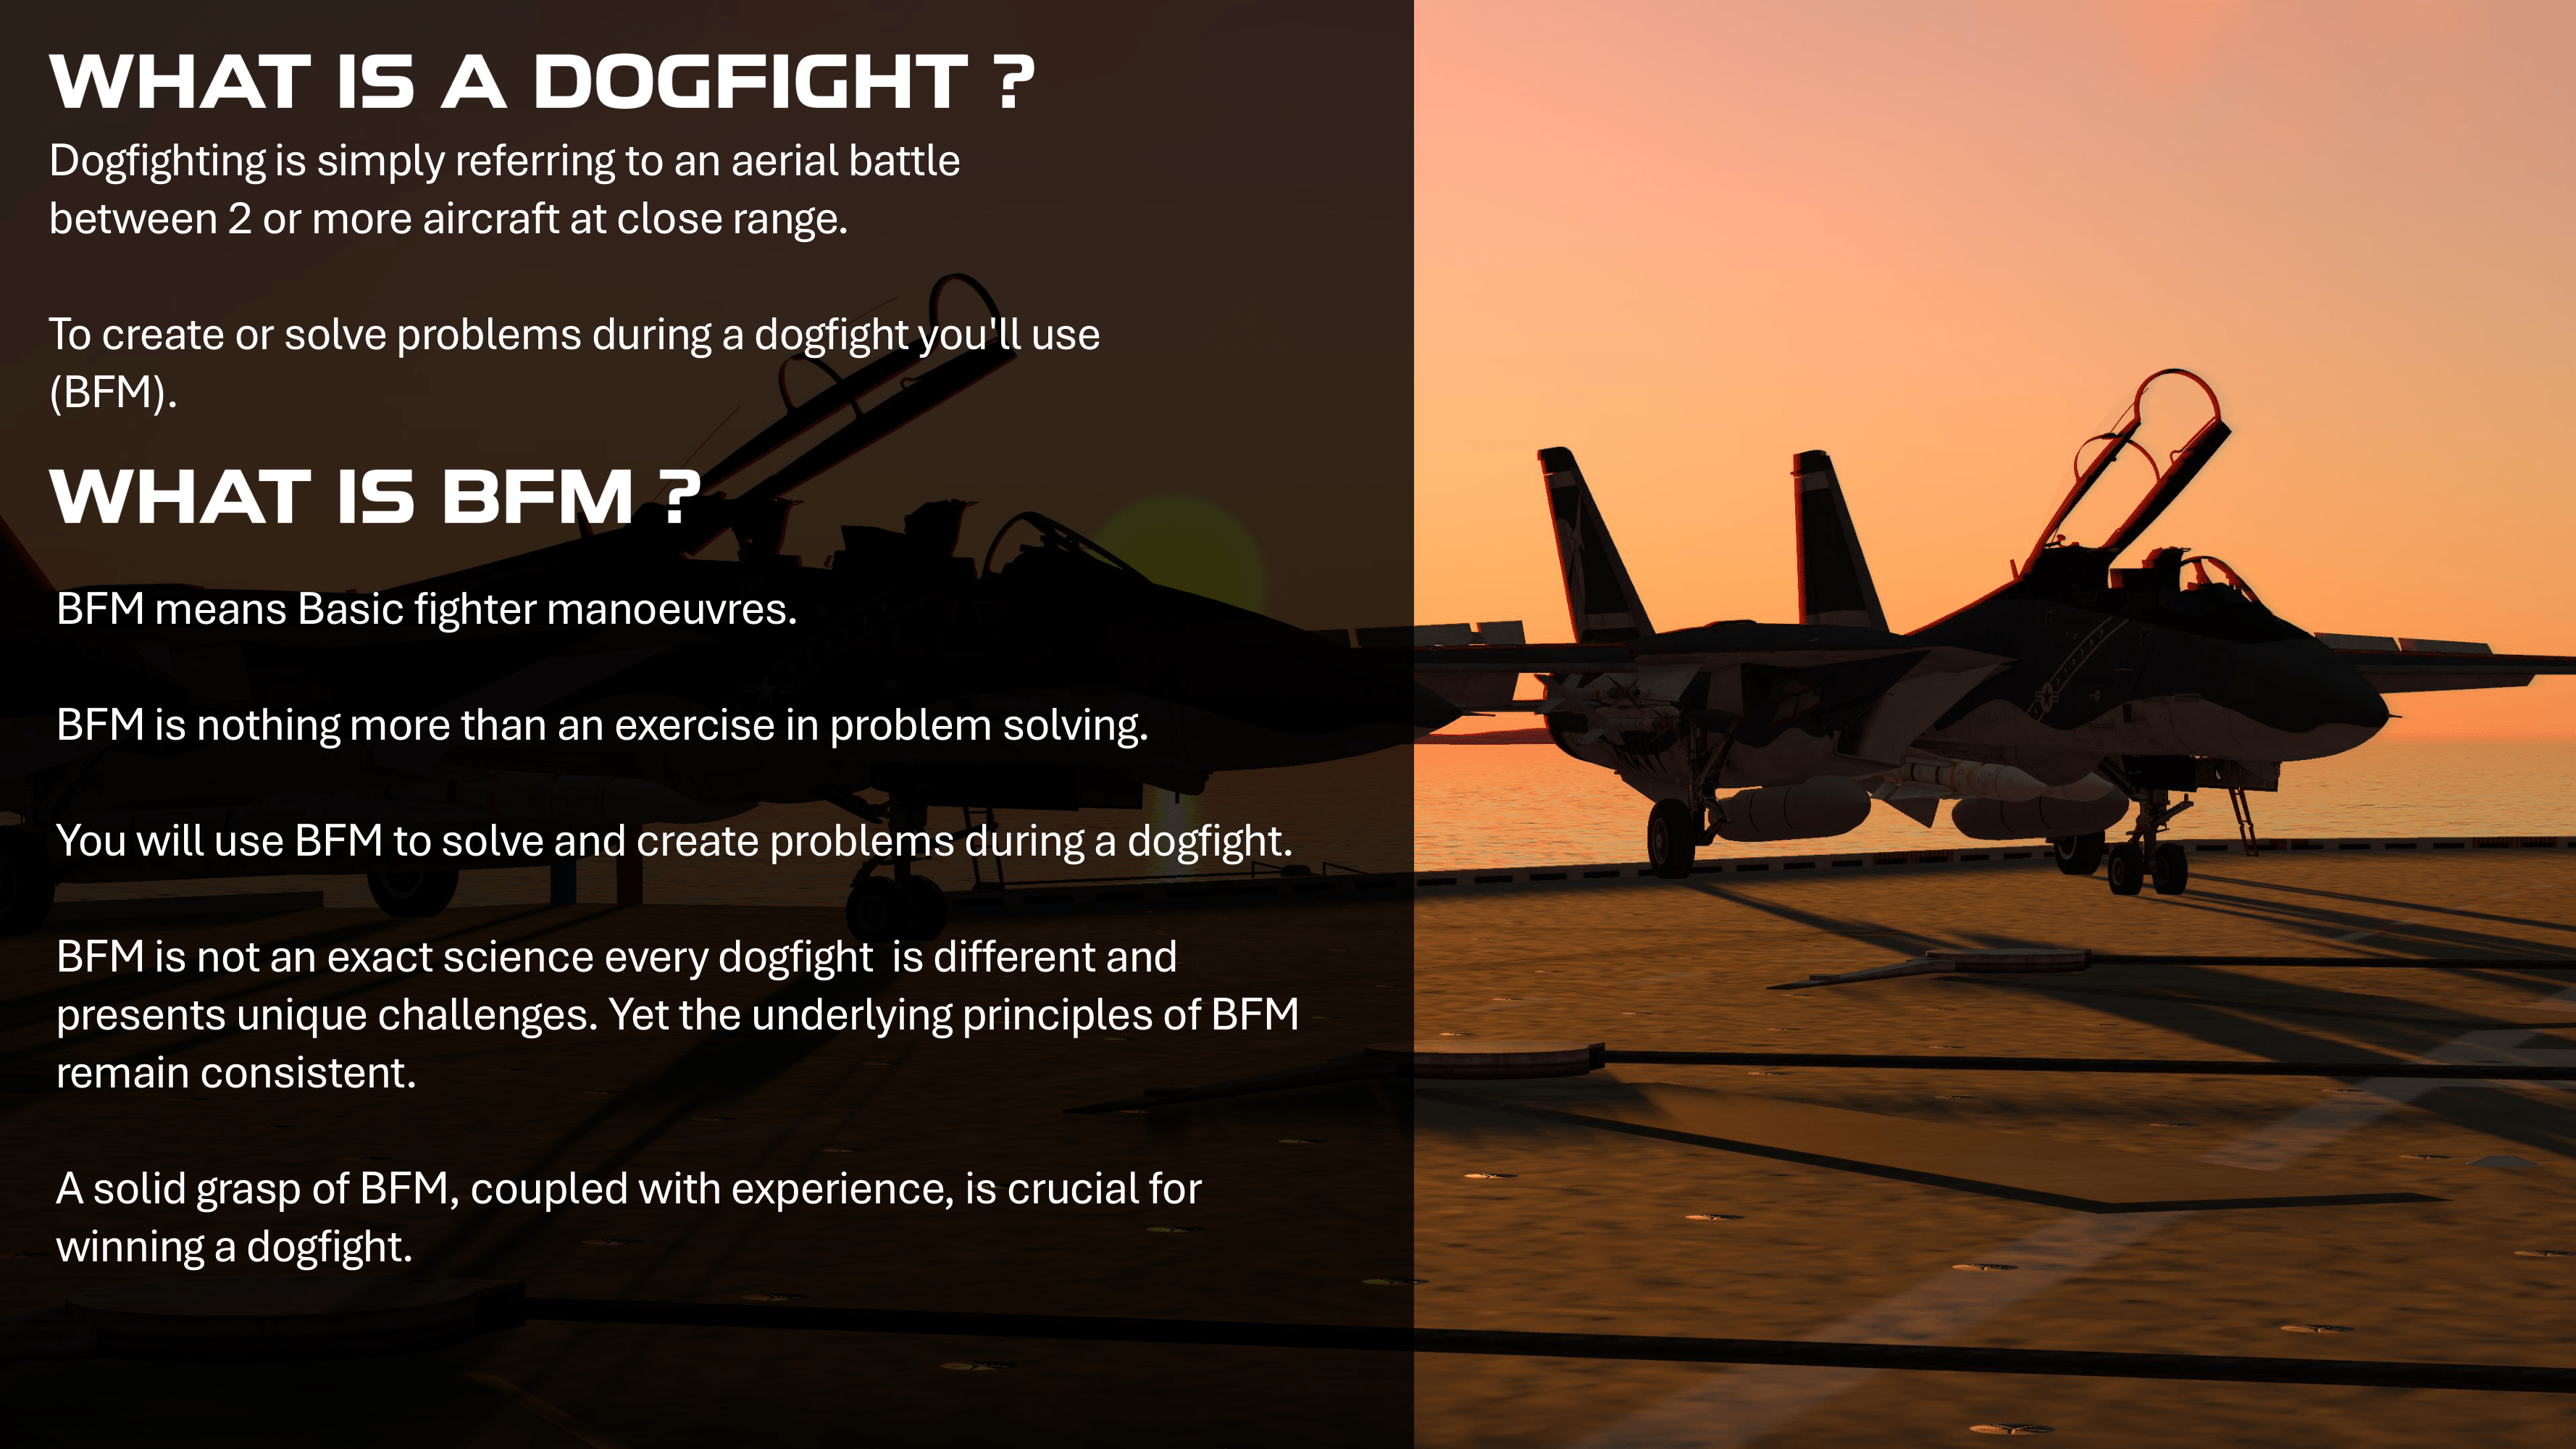 WHAT IS A DOGFIGHT ?
Dogfighting is simply referring to an aerial battle
between 2 or more aircraft at close range.
To create or solve problems during a dogfight you'll use
(BFM).
WHAT IS BFM ?
BFM means Basic fighter manoeuvres.
BFM is nothing more than an exercise in problem solving.
You will use BFM to solve and create problems during a dogfight.
BFM is not an exact science every dogfight  is different and
presents unique challenges. Yet the underlying principles of BFM
remain consistent.
A solid grasp of BFM, coupled with experience, is crucial for
winning a dogfight.